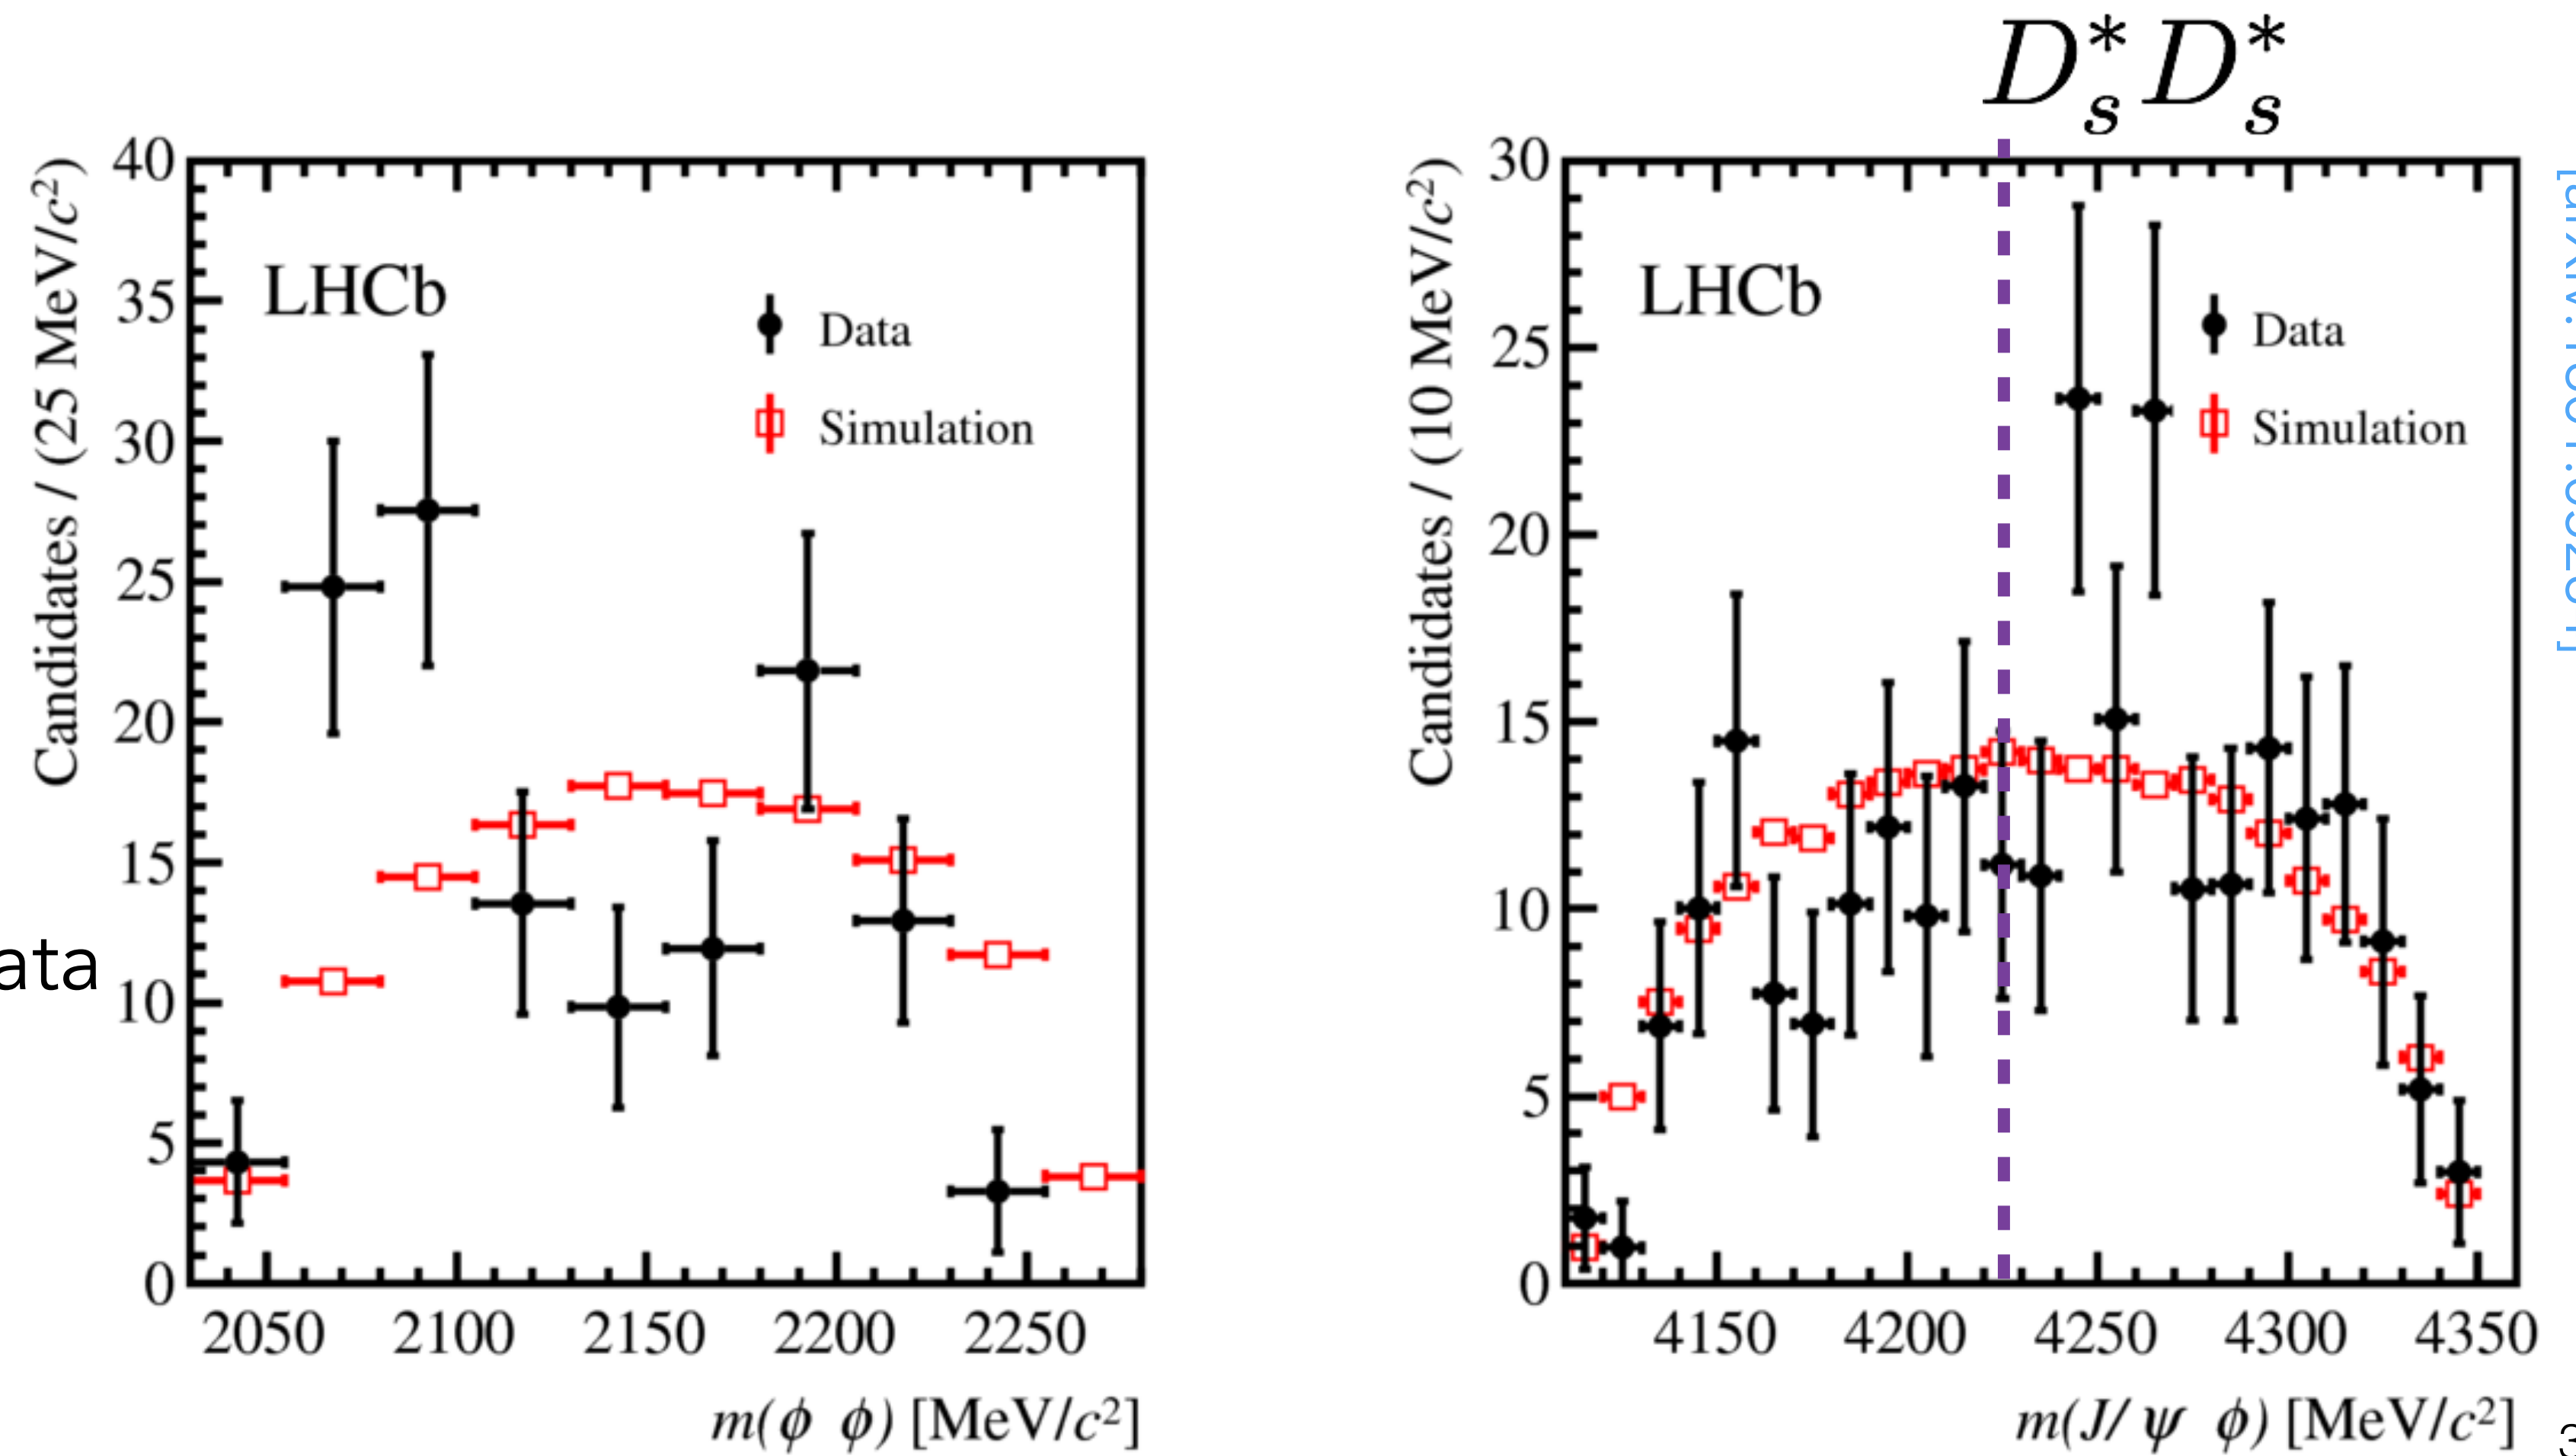 D*s D*s
40
35
30
25
20
15
10
5
0
Candidates / (25 MeV/c²)
LHCb
Data
Simulation
2050 2100 2150 2200 2250
m(ϕ ϕ) [MeV/c²]
ata
30
25
20
15
10
5
0
Candidates / (10 MeV/c²)
LHCb
Data
Simulation
4150 4200 4250 4300 4350
m(J/ψ ϕ) [MeV/c²]
3